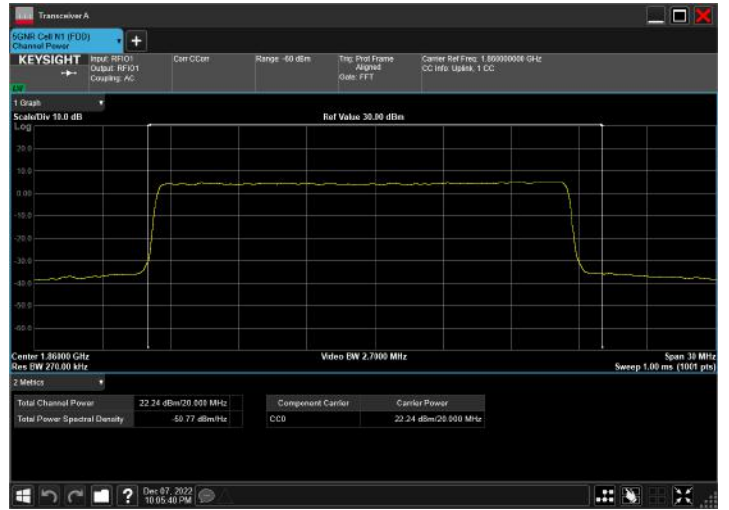 Transceiver A
5GNR Cell N1 (FDD)
Channel Power
KEYSIGHT
Input: RFIO1
Output: RFIO1
Coupling: AC
Corr CCorr
Range -60 dBm
Trig: Prot Frame
Aligned
Gate: FFT
Carrier Ref Freq: 1.860000000 GHz
CC Info: Uplink, 1 CC
1 Graph
Scale/Div 10.0 dB
Ref Value 30.00 dBm
Log
20.0
10.0
0.00
-10.0
-20.0
-30.0
-40.0
-50.0
-60.0
Center 1.86000 GHz
Video BW 2.7000 MHz
Span 30 MHz
Res BW 270.00 kHz
Sweep 1.00 ms (1001 pts)
2 Metrics
Total Channel Power 22.24 dBm/20.000 MHz
Total Power Spectral Density -50.77 dBm/Hz
Component Carrier Carrier Power
CC0 22.24 dBm/20.000 MHz
?
Dec 07, 2022
10:05:40 PM